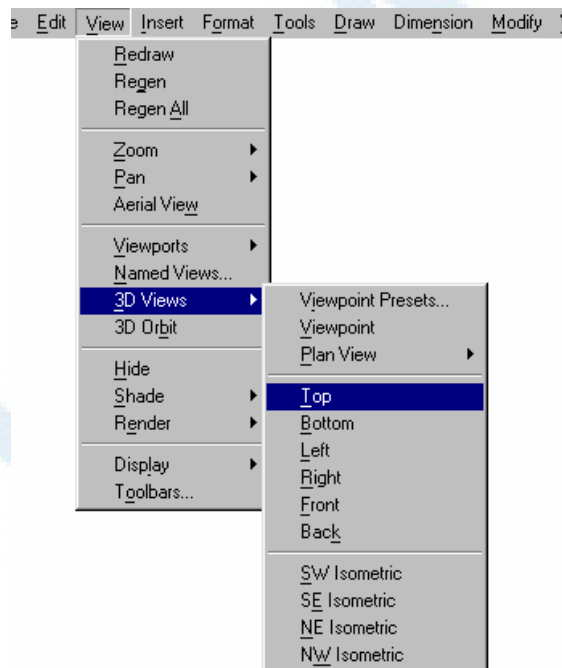 Edit View Insert Format Tools Draw Dimension Modify
Redraw
Regen
Regen All
Zoom
Pan
Aerial View
Viewports
Named Views...
3D Views
3D Orbit
Hide
Shade
Render
Display
Toolbars...
Viewpoint Presets...
Viewpoint
Plan View
Top
Bottom
Left
Right
Front
Back
SW Isometric
SE Isometric
NE Isometric
NW Isometric